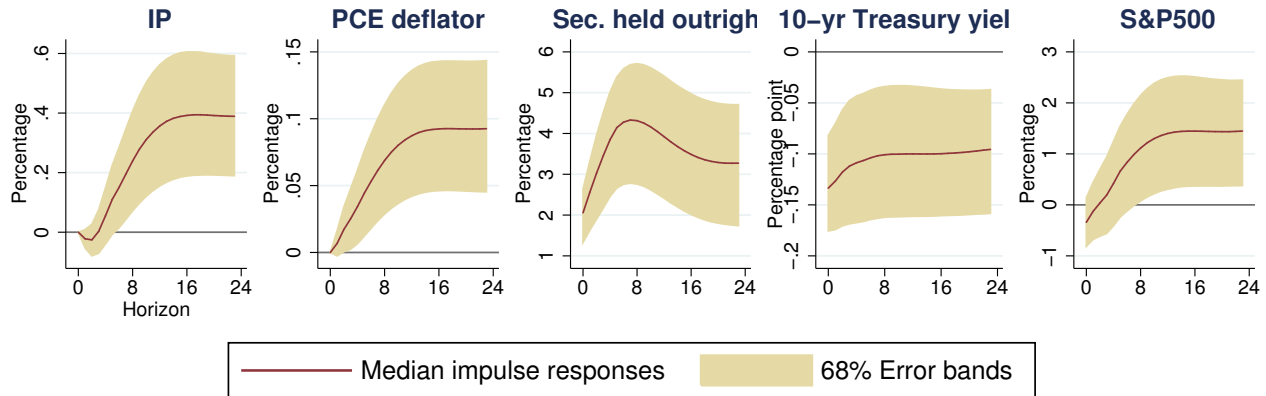 IP
PCE deflator
Sec. held outrigh
10−yr Treasury yiel
S&P500
Percentage
0
.2
.4
.6
0 8 16 24
Horizon
Percentage
0
.05
.1
.15
0 8 16 24
Percentage
1
2
3
4
5
6
0 8 16 24
Percentage point
−.2
−.15
−.1
−.05
0
0 8 16 24
Percentage
−1
0
1
2
3
0 8 16 24
Median impulse responses
68% Error bands